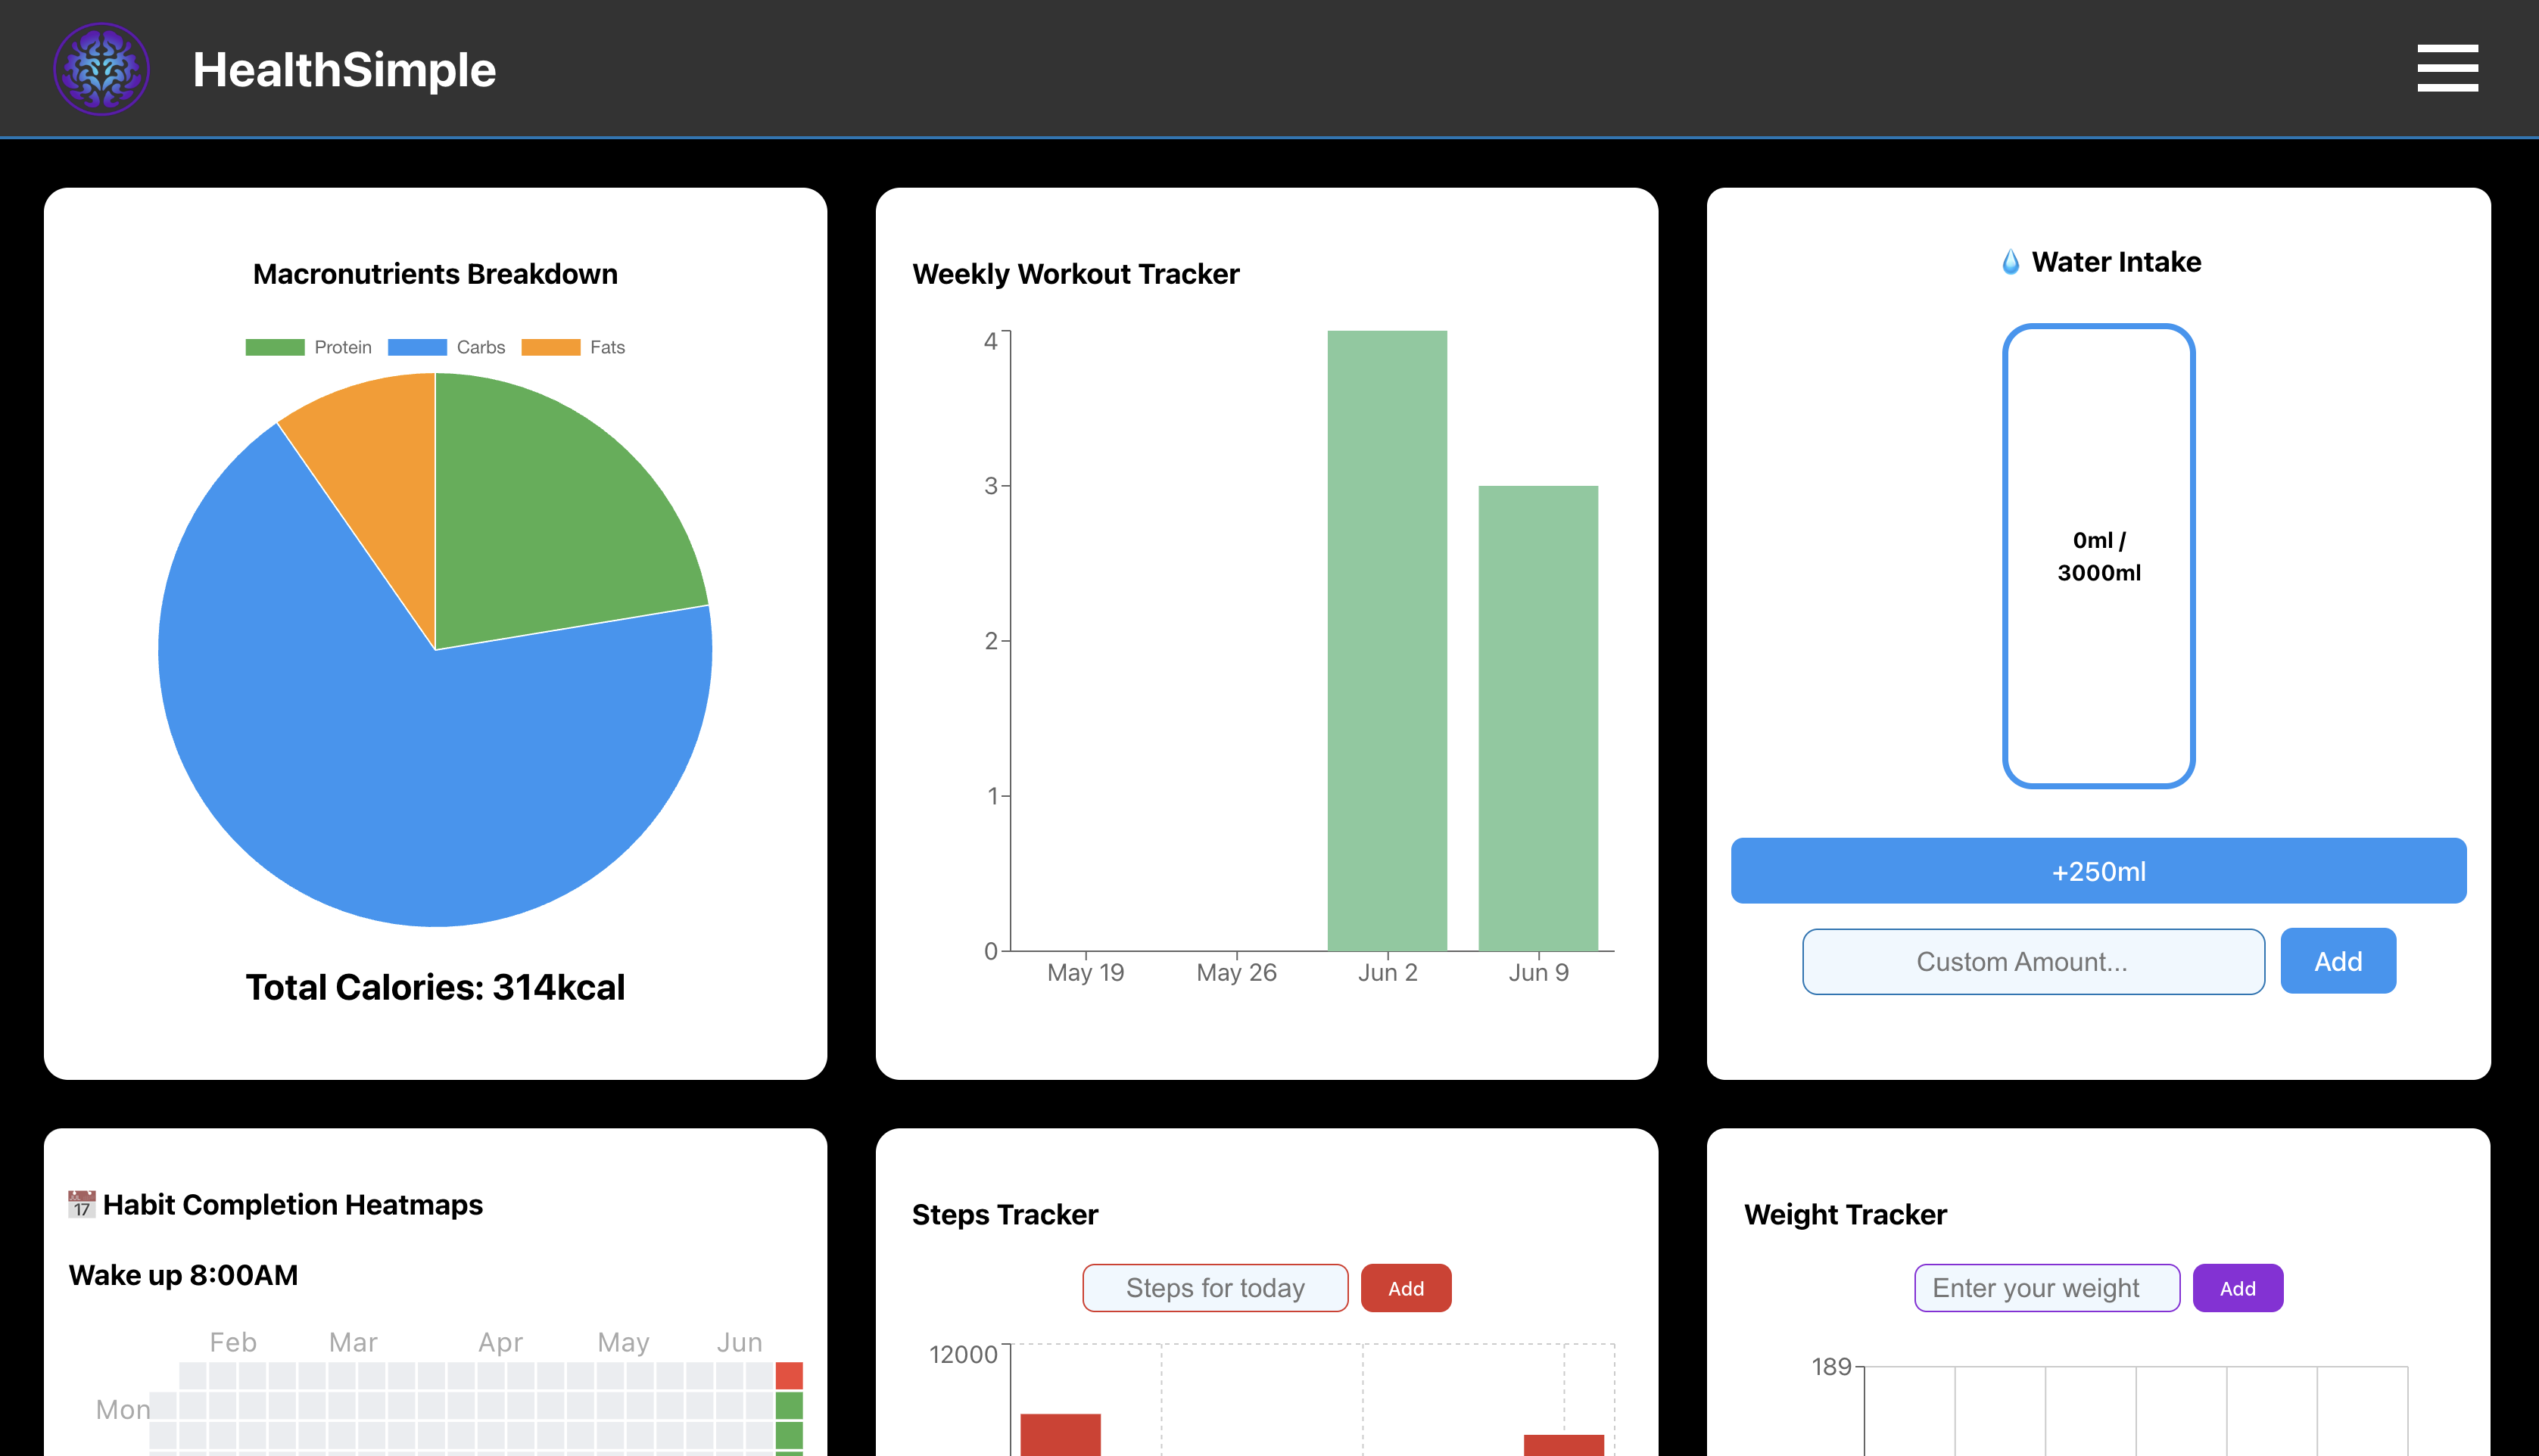 HealthSimple
Macronutrients Breakdown
Protein Carbs Fats
Total Calories: 314kcal
Weekly Workout Tracker
4
3
2
1
0
May 19 May 26 Jun 2 Jun 9
💧 Water Intake
0ml /
3000ml
+250ml
Custom Amount... Add
📅 Habit Completion Heatmaps
Wake up 8:00AM
Feb Mar Apr May Jun
Mon
Steps Tracker
Steps for today Add
12000
Weight Tracker
Enter your weight Add
189